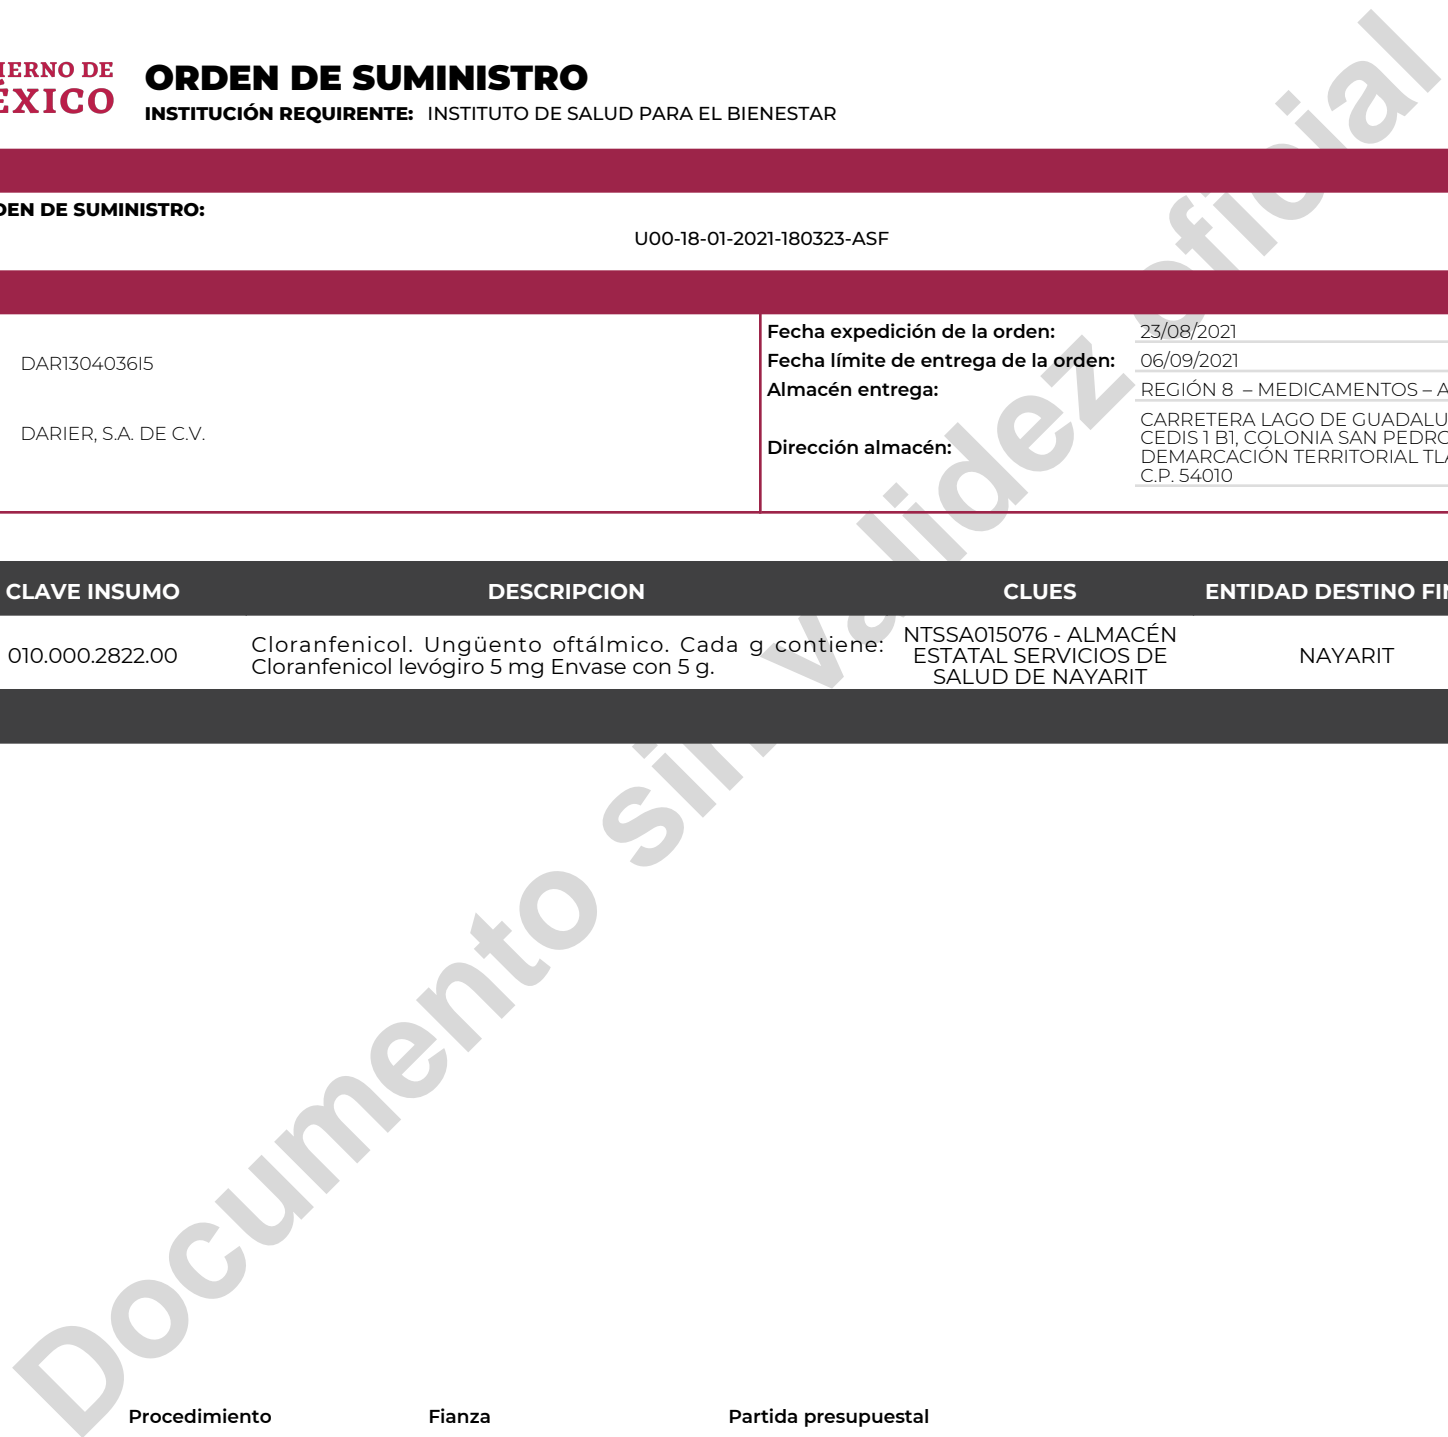 IERNO DE
ÉXICO
ORDEN DE SUMINISTRO
INSTITUCIÓN REQUIRENTE: INSTITUTO DE SALUD PARA EL BIENESTAR
DEN DE SUMINISTRO:
U00-18-01-2021-180323-ASF
DAR1304036I5
DARIER, S.A. DE C.V.
Fecha expedición de la orden: 23/08/2021
Fecha límite de entrega de la orden: 06/09/2021
Almacén entrega: REGIÓN 8 – MEDICAMENTOS – A
Dirección almacén:
CARRETERA LAGO DE GUADALU
CEDIS 1 B1, COLONIA SAN PEDRO
DEMARCACIÓN TERRITORIAL TLA
C.P. 54010
CLAVE INSUMO DESCRIPCION CLUES ENTIDAD DESTINO FIN
010.000.2822.00
Cloranfenicol. Ungüento oftálmico. Cada g contiene:
Cloranfenicol levógiro 5 mg Envase con 5 g.
NTSSA015076 - ALMACÉN
ESTATAL SERVICIOS DE
SALUD DE NAYARIT
NAYARIT
Documento sin validez oficial
Procedimiento Fianza Partida presupuestal